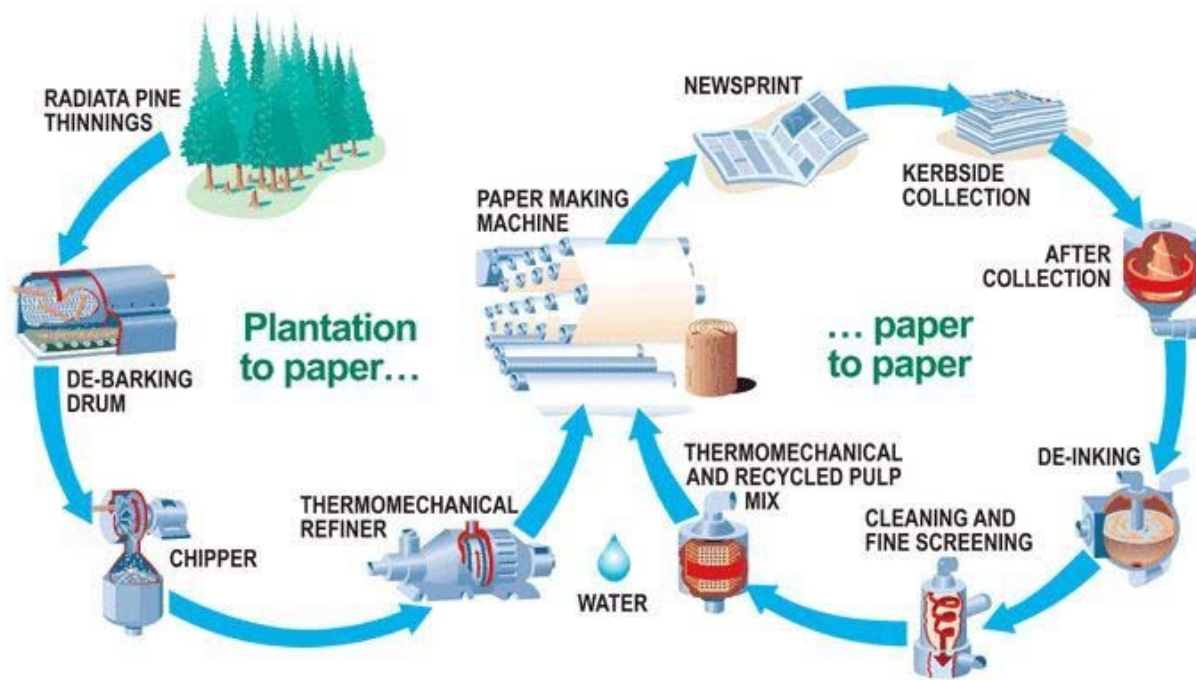 RADIATA PINE
THINNINGS
DE-BARKING
DRUM
CHIPPER
THERMOMECHANICAL
REFINER
Plantation
to paper...
WATER
PAPER MAKING
MACHINE
NEWSPRINT
KERBSIDE
COLLECTION
AFTER
COLLECTION
... paper
to paper
DE-INKING
CLEANING AND
FINE SCREENING
THERMOMECHANICAL
AND RECYCLED PULP
MIX